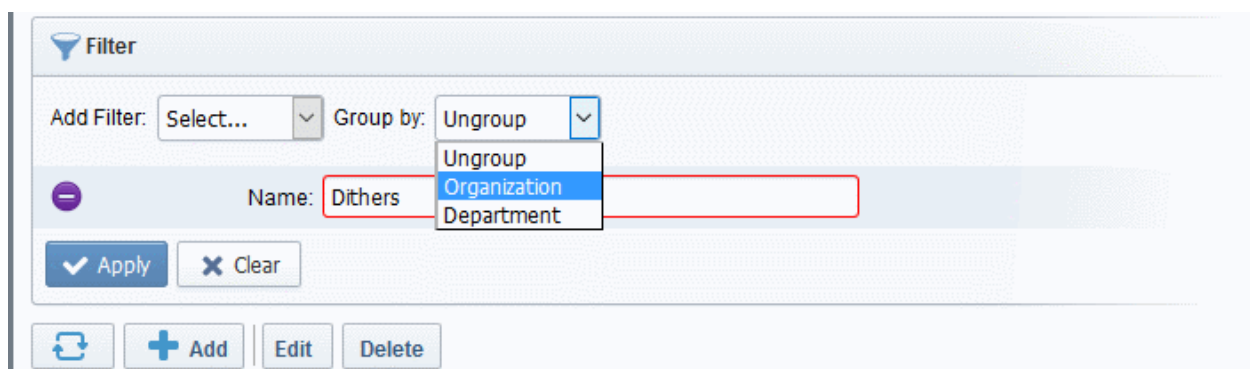 Filter
Add Filter: Select... Group by: Ungroup
Ungroup
Organization
Name: Dithers
Department
Apply Clear
Add Edit Delete